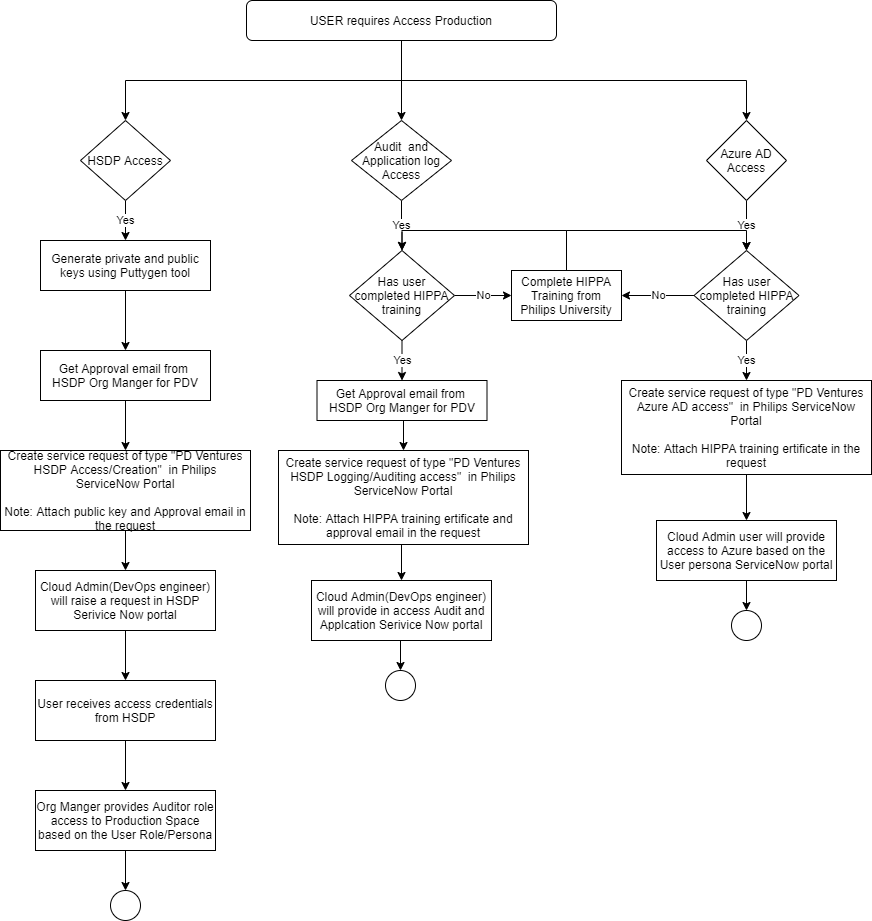 USER requires Access Production
HSDP Access
Audit and
Application log
Access
Azure AD
Access
Yes
Yes
Yes
Generate private and public
keys using Puttygen tool
Has user
completed HIPPA
training
No
Complete HIPPA
Training from
Philips University
No
Has user
completed HIPPA
training
Get Approval email from
HSDP Org Manger for PDV
Yes
Yes
Get Approval email from
HSDP Org Manger for PDV
Create service request of type "PD Ventures
Azure AD access" in Philips ServiceNow
Portal
Note: Attach HIPPA training ertificate in the
request
Create service request of type "PD Ventures
HSDP Access/Creation" in Philips
ServiceNow Portal
Note: Attach public key and Approval email in
the request
Create service request of type "PD Ventures
HSDP Logging/Auditing access" in Philips
ServiceNow Portal
Note: Attach HIPPA training ertificate and
approval email in the request
Cloud Admin user will provide
access to Azure based on the
User persona ServiceNow portal
Cloud Admin(DevOps engineer)
will raise a request in HSDP
Serivice Now portal
Cloud Admin(DevOps engineer)
will provide in access Audit and
Applcation Serivice Now portal
User receives access credentials
from HSDP
Org Manger provides Auditor role
access to Production Space
based on the User Role/Persona